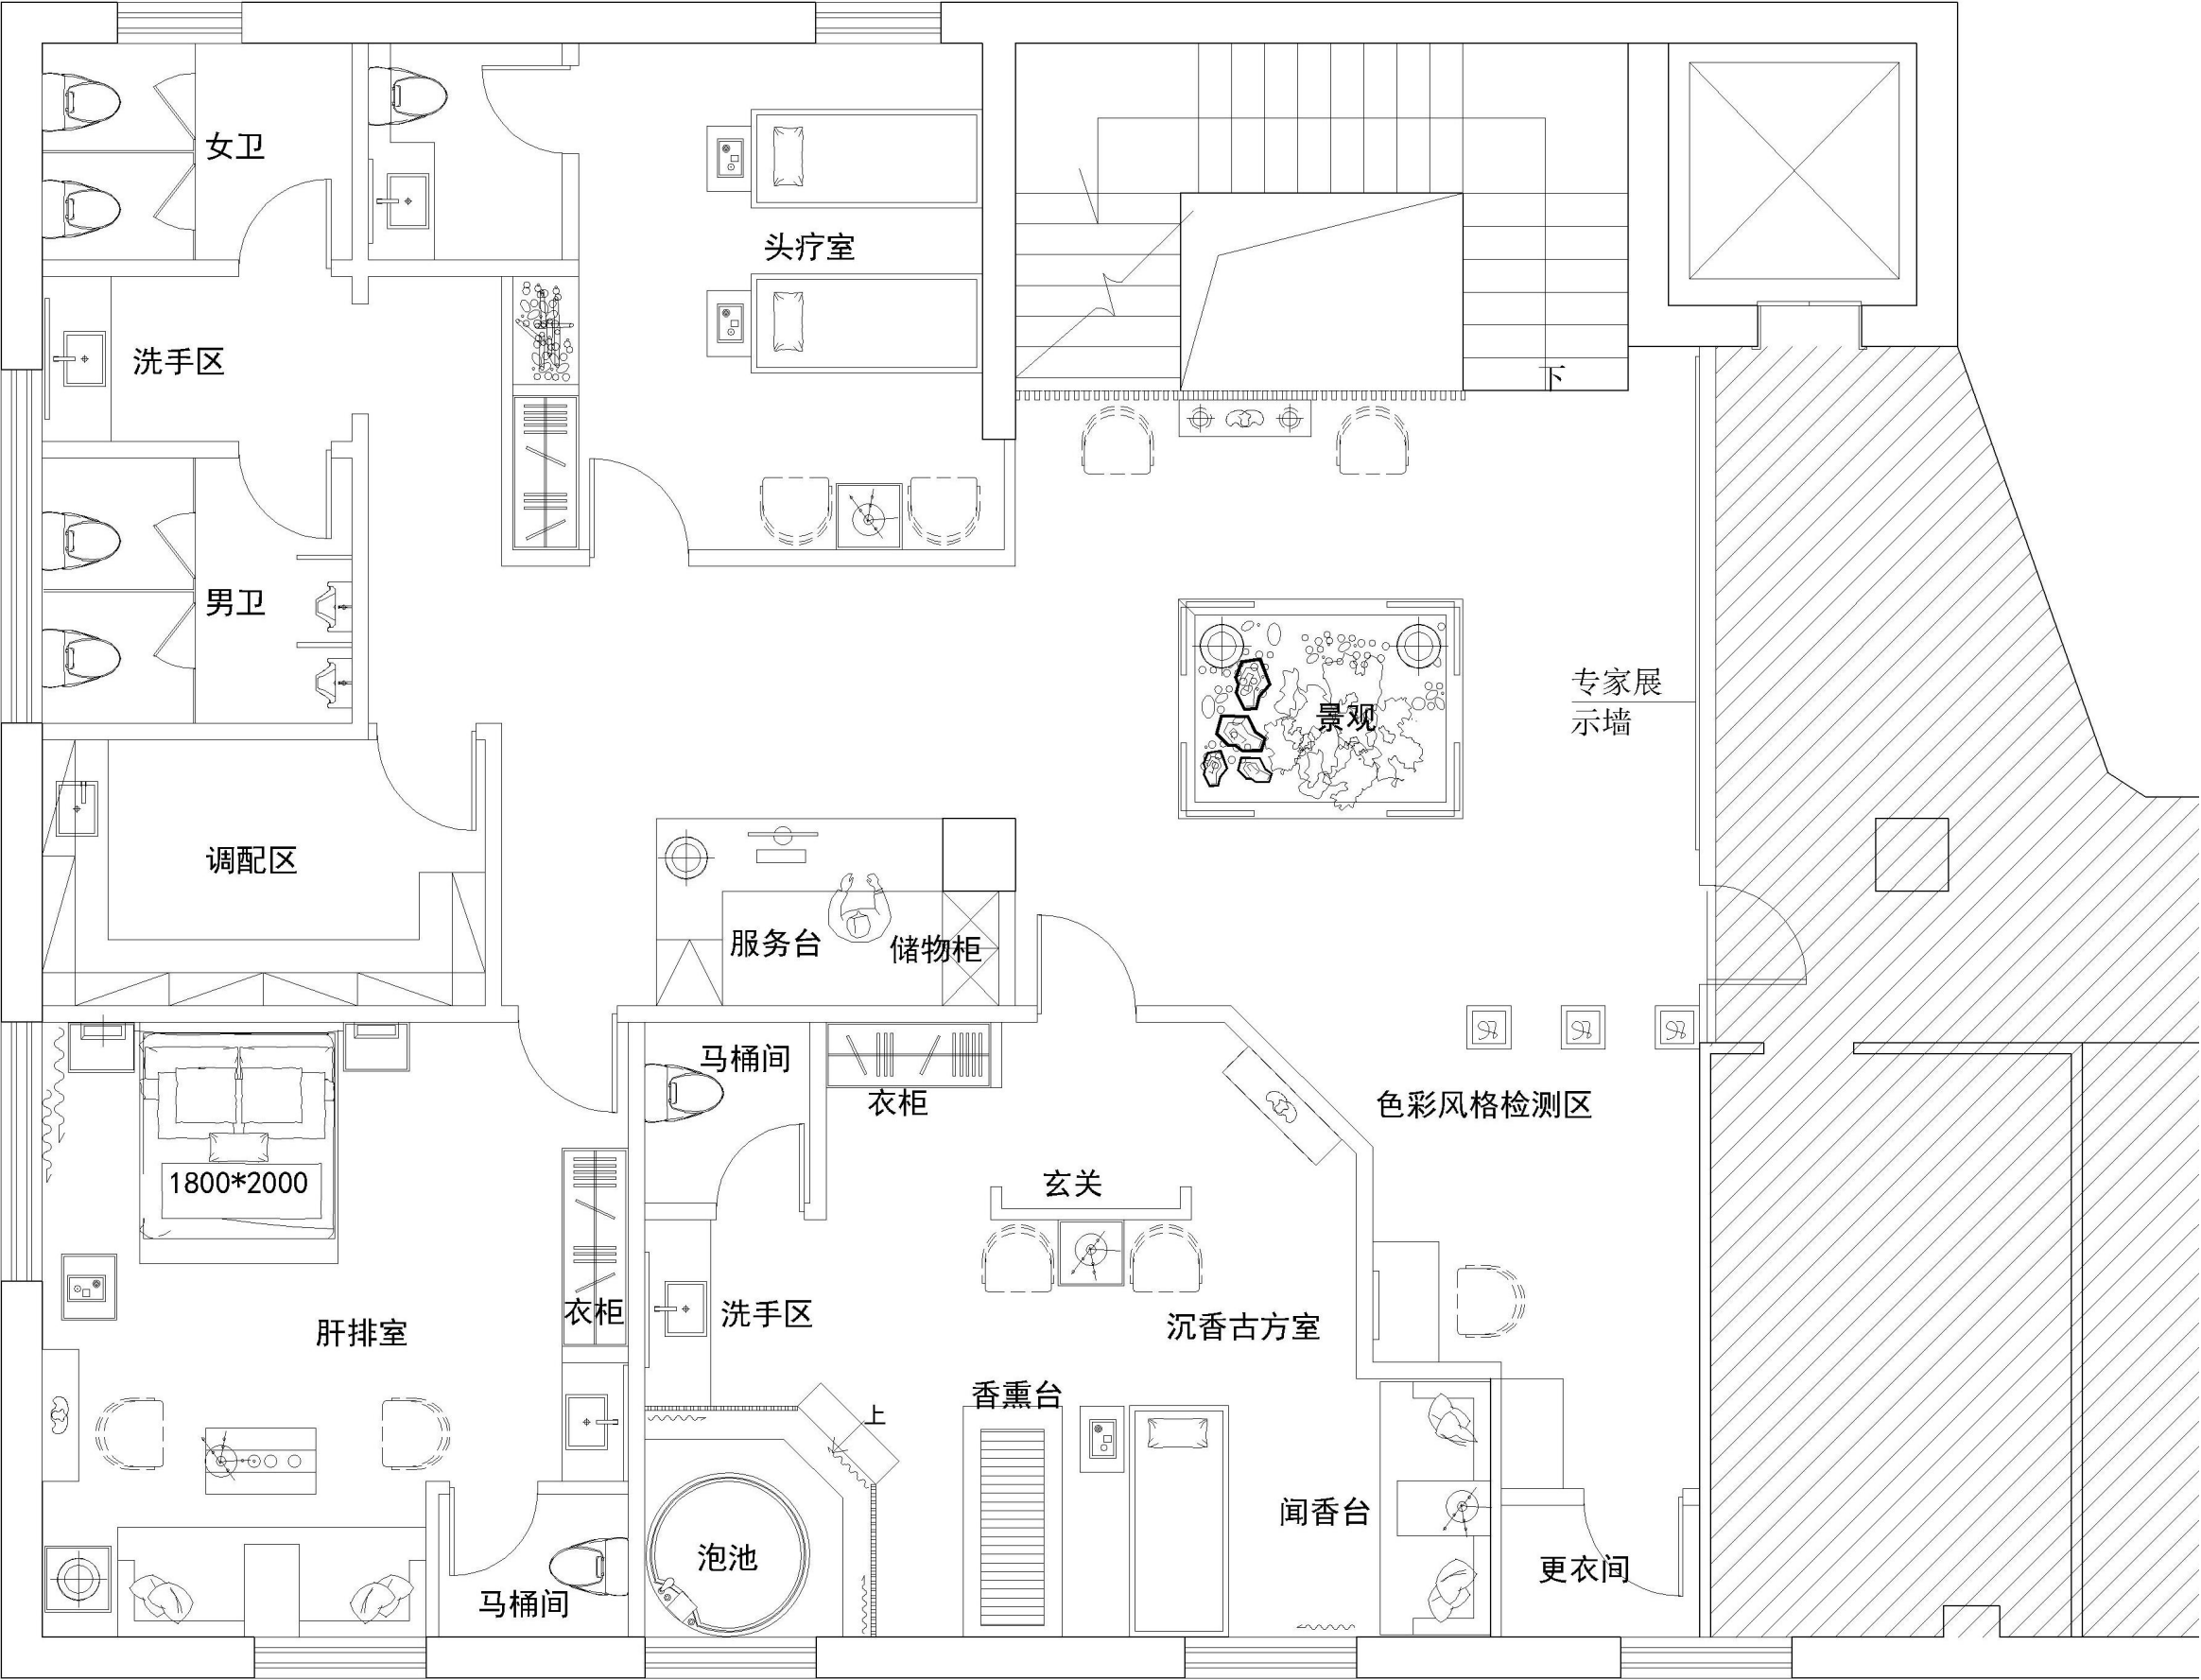 女卫
头疗室
洗手区
下
男卫
专家展
示墙
景观
调配区
服务台
储物柜
马桶间
衣柜
色彩风格检测区
1800*2000
玄关
衣柜
洗手区
肝排室
沉香古方室
香熏台
上
闻香台
泡池
更衣间
马桶间